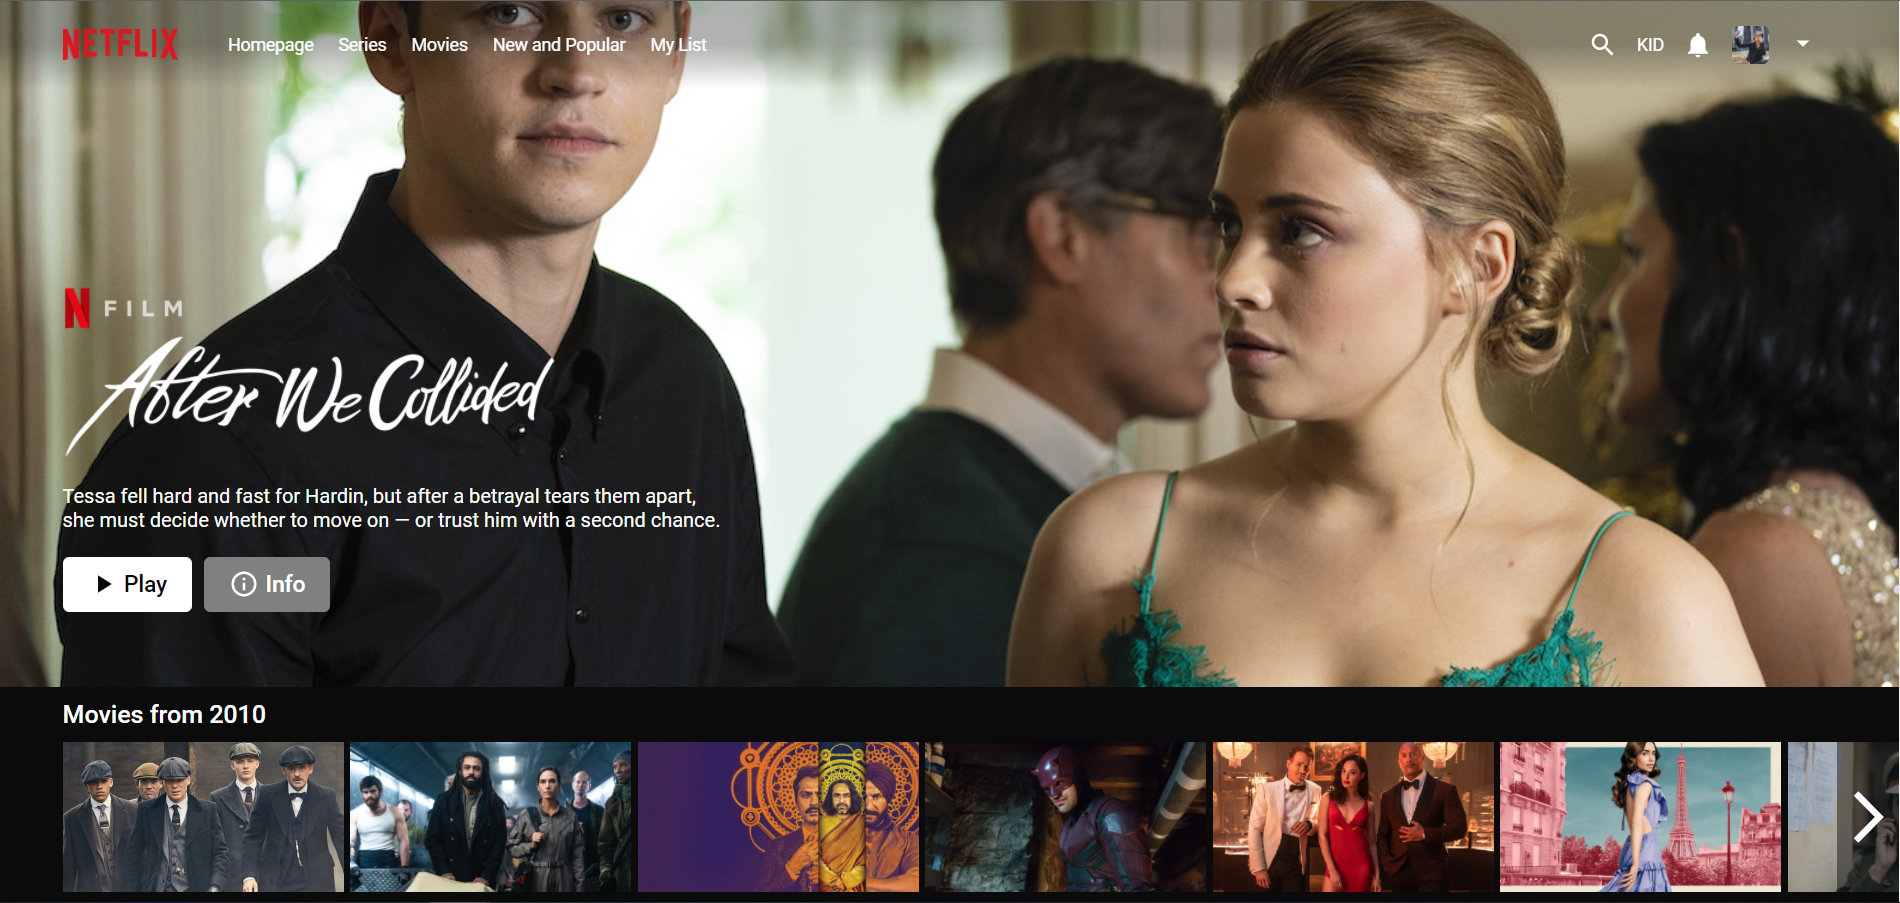 NETFLIX Homepage Series Movies New and Popular My List KID
N FILM
After We Collided
Tessa fell hard and fast for Hardin, but after a betrayal tears them apart,
she must decide whether to move on — or trust him with a second chance.
Play Info
Movies from 2010